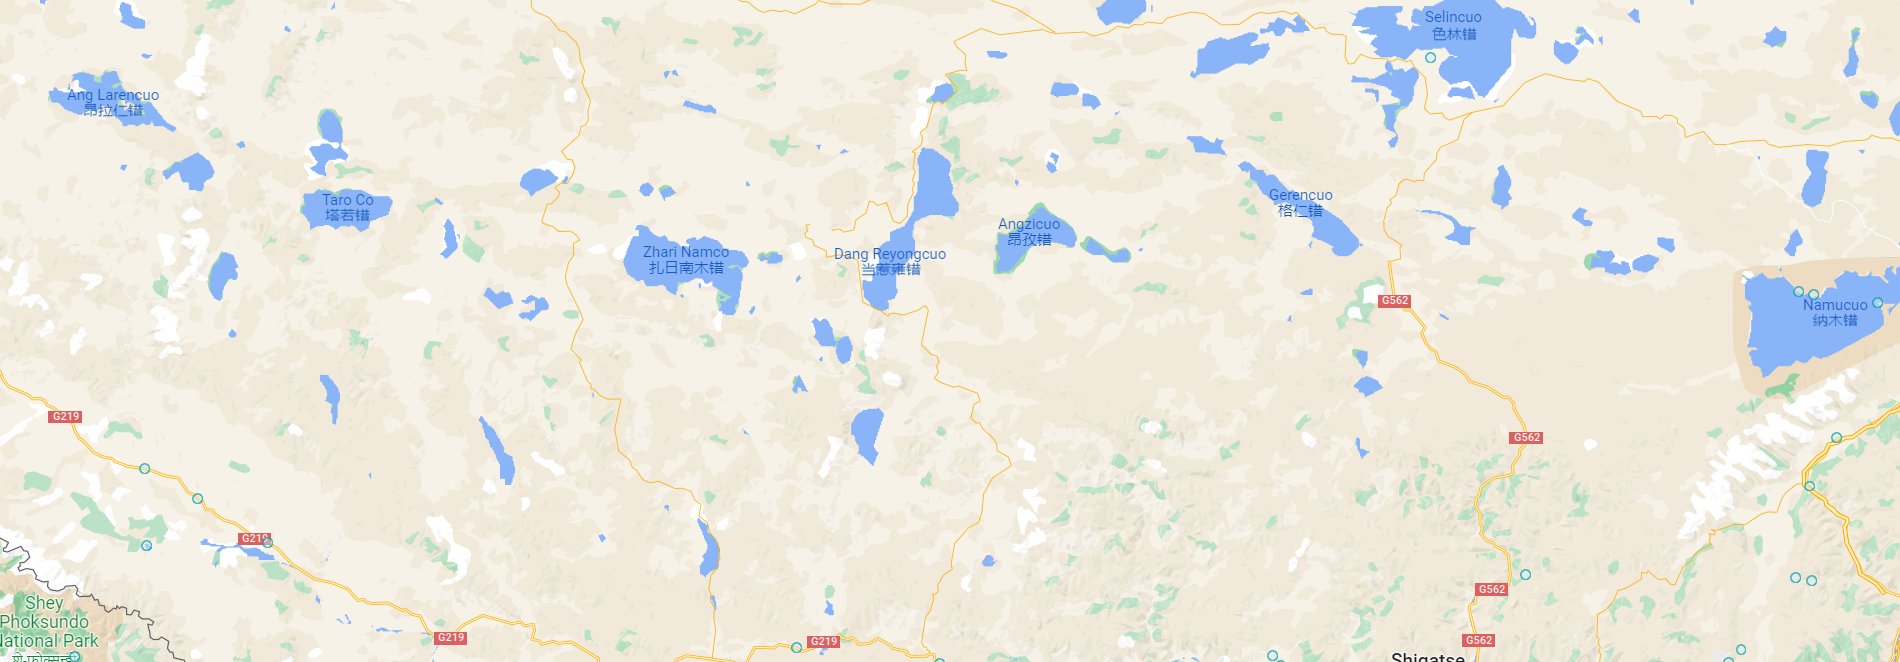 Selincuo
色林错
Ang Larencuo
昂拉仁错
Taro Co
塔若错
Gerencuo
格仁错
Angzicuo
昂孜错
Zhari Namco
扎日南木错
Dang Reyongcuo
当惹雍错
G562
Namucuo
纳木错
G219
G562
G219
G562
Shey
Phoksundo
National Park
G219
G219
G562
Shigatse